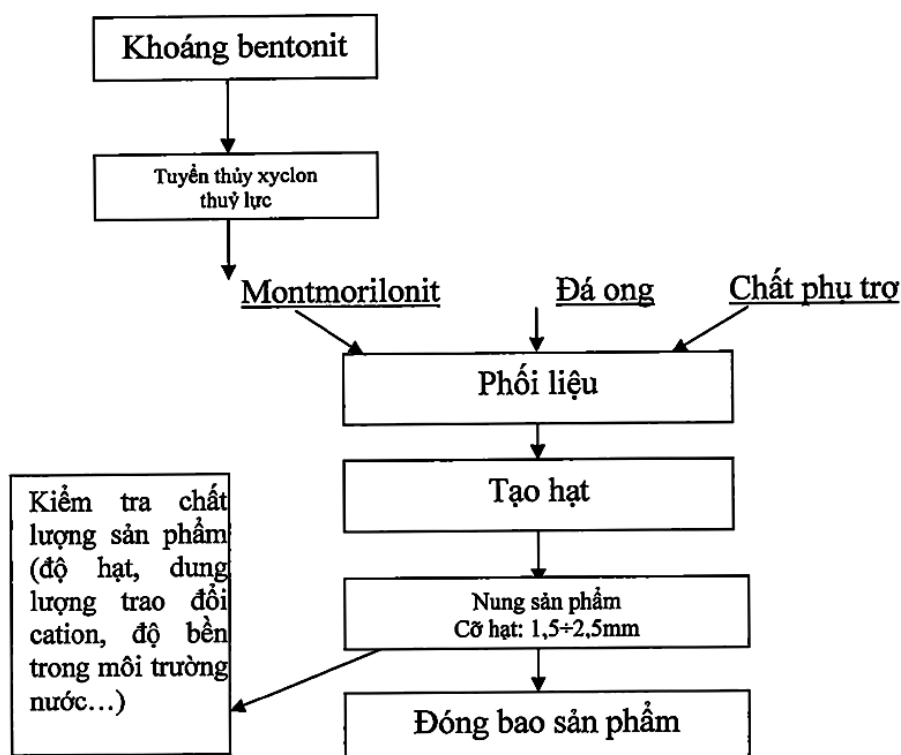 Khoáng bentonit
Tuyển thủy xyclon
thuỷ lực
Montmorilonit
Đá ong
Chất phụ trợ
Phối liệu
Tạo hạt
Kiểm tra chất
lượng sản phẩm
(độ hạt, dung
lượng trao đổi
cation, độ bền
trong môi trường
nước…)
Nung sản phẩm
Cỡ hạt: 1,5÷2,5mm
Đóng bao sản phẩm